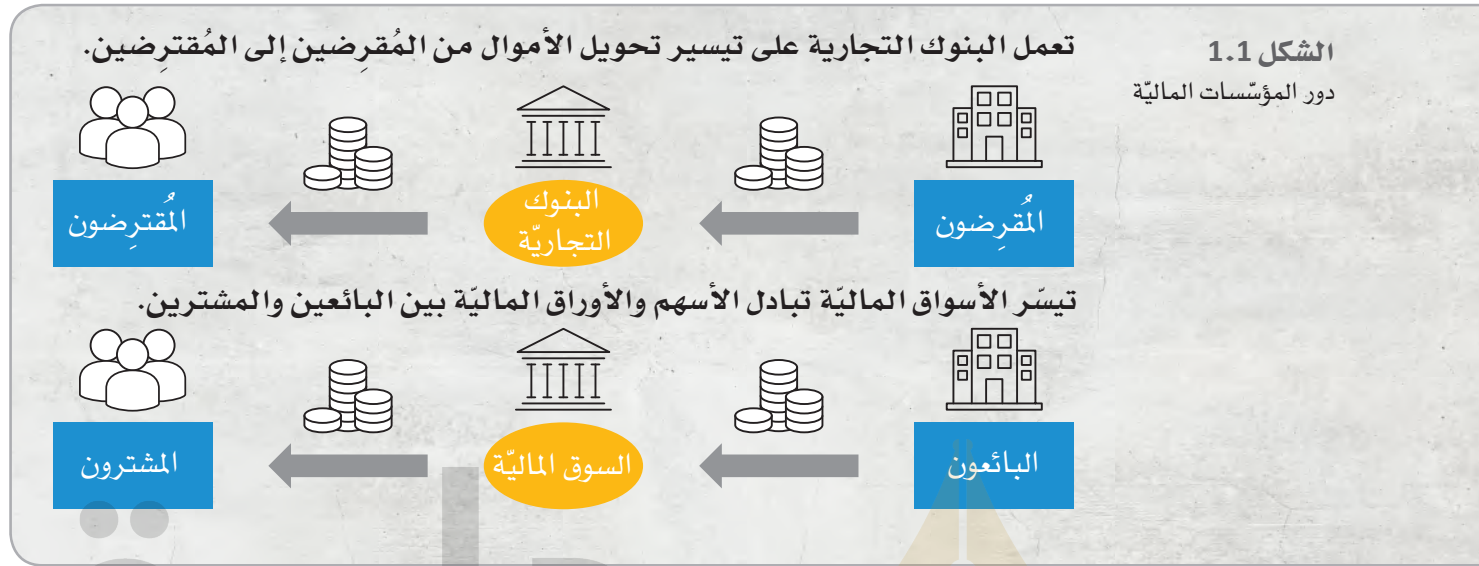 الشكل 1.1
دور المؤسّسات الماليّة
تعمل البنوك التجارية على تيسير تحويل الأموال من المُقرِضين إلى المُقترِضين.
المُقرِضون
البنوك
التجاريّة
المُقترِضون
تيسّر الأسواق الماليّة تبادل الأسهم والأوراق الماليّة بين البائعين والمشترين.
البائعون
السوق الماليّة
المشترون